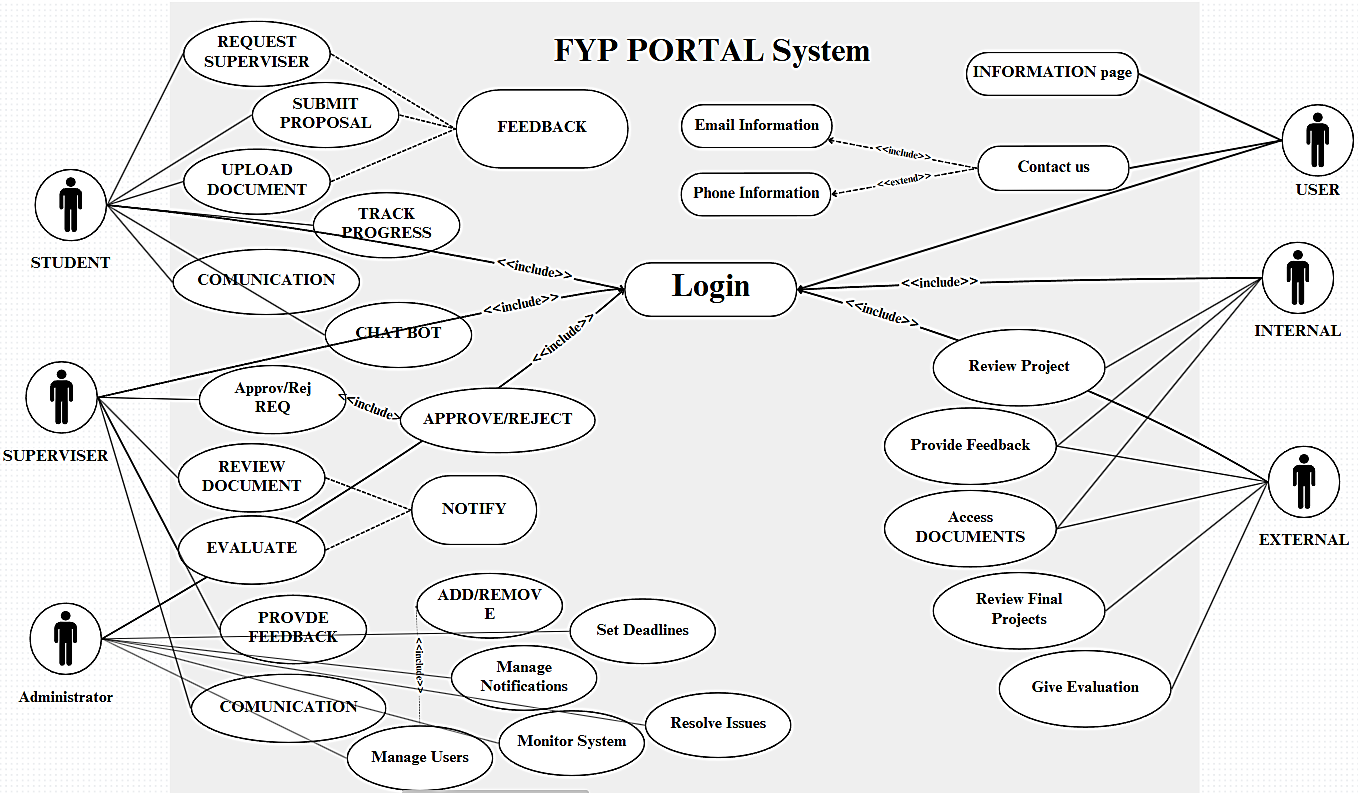 FYP PORTAL System
REQUEST
SUPERVISER
SUBMIT
PROPOSAL
UPLOAD
DOCUMENT
TRACK
PROGRESS
COMUNICATION
CHAT BOT
FEEDBACK
STUDENT
Email Information
Phone Information
<<include>>
<<extend>>
Contact us
INFORMATION page
USER
Login
<<include>>
<<include>>
<<include>>
<<include>>
<<include>>
INTERNAL
SUPERVISER
Approv/Rej
REQ
<<include>
APPROVE/REJECT
REVIEW
DOCUMENT
EVALUATE
NOTIFY
PROVDE
FEEDBACK
COMUNICATION
Review Project
Provide Feedback
Access
DOCUMENTS
Review Final
Projects
Give Evaluation
EXTERNAL
Administrator
ADD/REMOV
E
<<include>>
Set Deadlines
Manage
Notifications
Resolve Issues
Monitor System
Manage Users